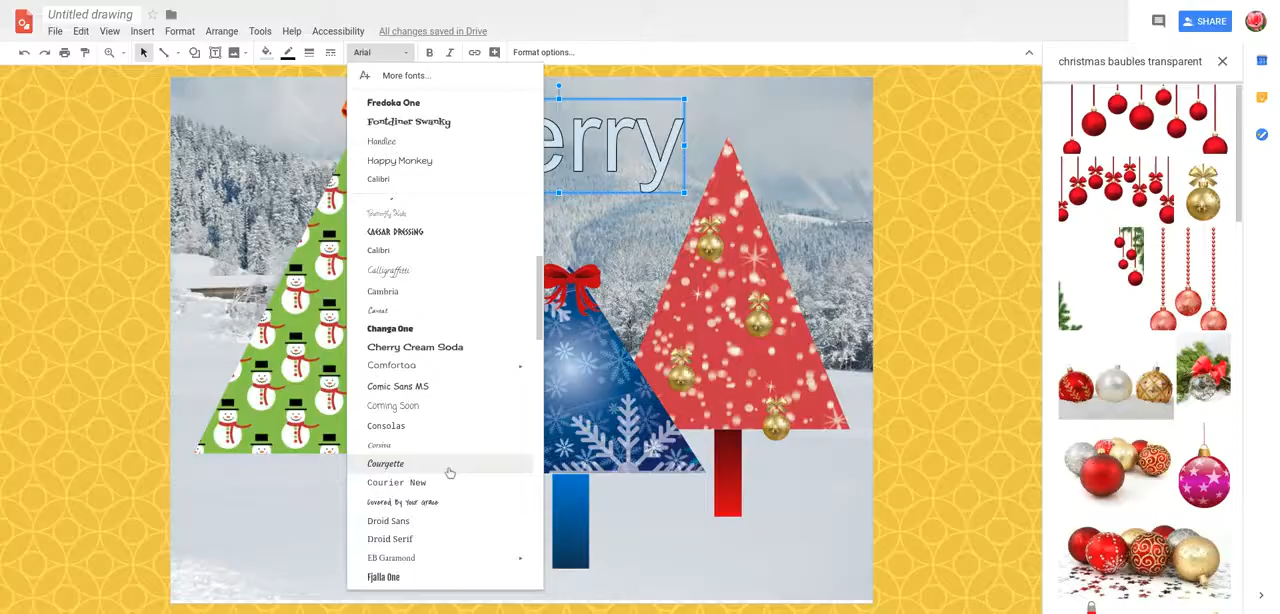 Untitled drawing
File Edit View Insert Format Arrange Tools Help Accessibility All changes saved in Drive
SHARE
Arial
B I
Format options...
christmas baubles transparent
More fonts...
Fredoka One
Fontdiner Swanky
Handlee
Happy Monkey
Calibri
Butterfly Kids
CAESAR DRESSING
Calibri
Calligraffitti
Cambria
Caveat
Changa One
Cherry Cream Soda
Comfortaa
Comic Sans MS
Coming Soon
Consolas
Corsiva
Courgette
Courier New
Covered By Your Grace
Droid Sans
Droid Serif
EB Garamond
Fjalla One
erry